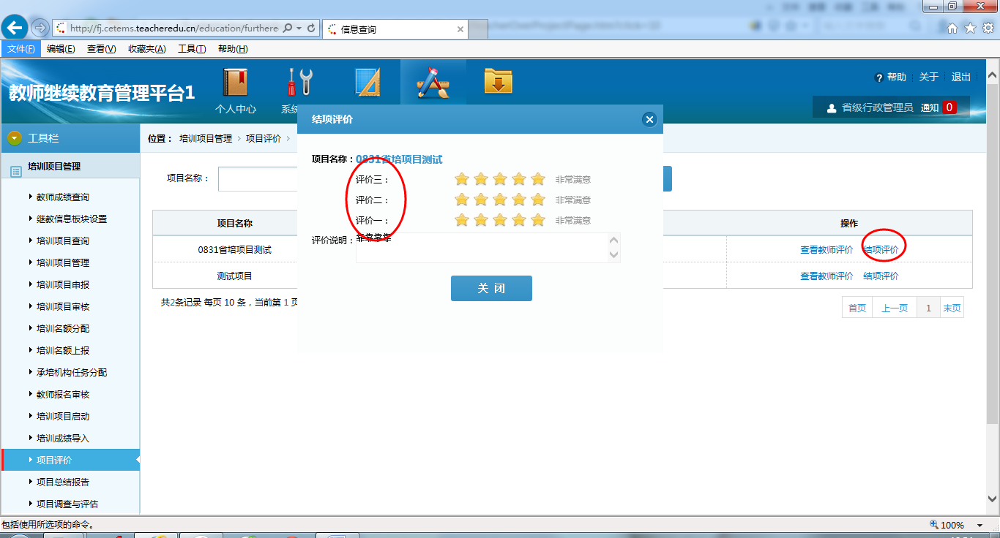 http://fj.cetems.teacheredu.cn/education/furthere
信息查询
文件(F) 编辑(E) 查看(V) 收藏夹(A) 工具(T) 帮助(H)
教师继续教育管理平台1
个人中心
系统
帮助 关于 退出
省级行政管理员 通知 0
工具栏
培训项目管理
教师成绩查询
继教信息板块设置
培训项目查询
培训项目管理
培训项目申报
培训项目审核
培训名额分配
培训名额上报
承培机构任务分配
教师报名审核
培训项目启动
培训成绩导入
项目评价
项目总结报告
项目调查与评估
位置： 培训项目管理 › 项目评价 ›
项目名称：
项目名称 操作
0831省培项目测试 查看教师评价 结项评价
测试项目 查看教师评价 结项评价
共2条记录 每页 10 条，当前第 1 页
首页 上一页 1 末页
结项评价
项目名称：0831省培项目测试
评价三： 非常满意
评价二： 非常满意
评价一： 非常满意
评价说明：靠靠靠靠
关 闭
包括使用所选项的命令。
100%